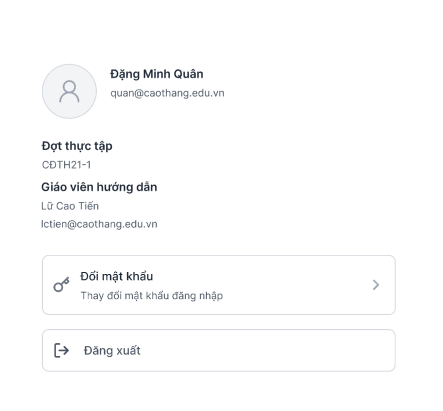 Đặng Minh Quân
quan@caothang.edu.vn
Đợt thực tập
CĐTH21-1
Giáo viên hướng dẫn
Lữ Cao Tiến
lctien@caothang.edu.vn
Đổi mật khẩu
Thay đổi mật khẩu đăng nhập
Đăng xuất